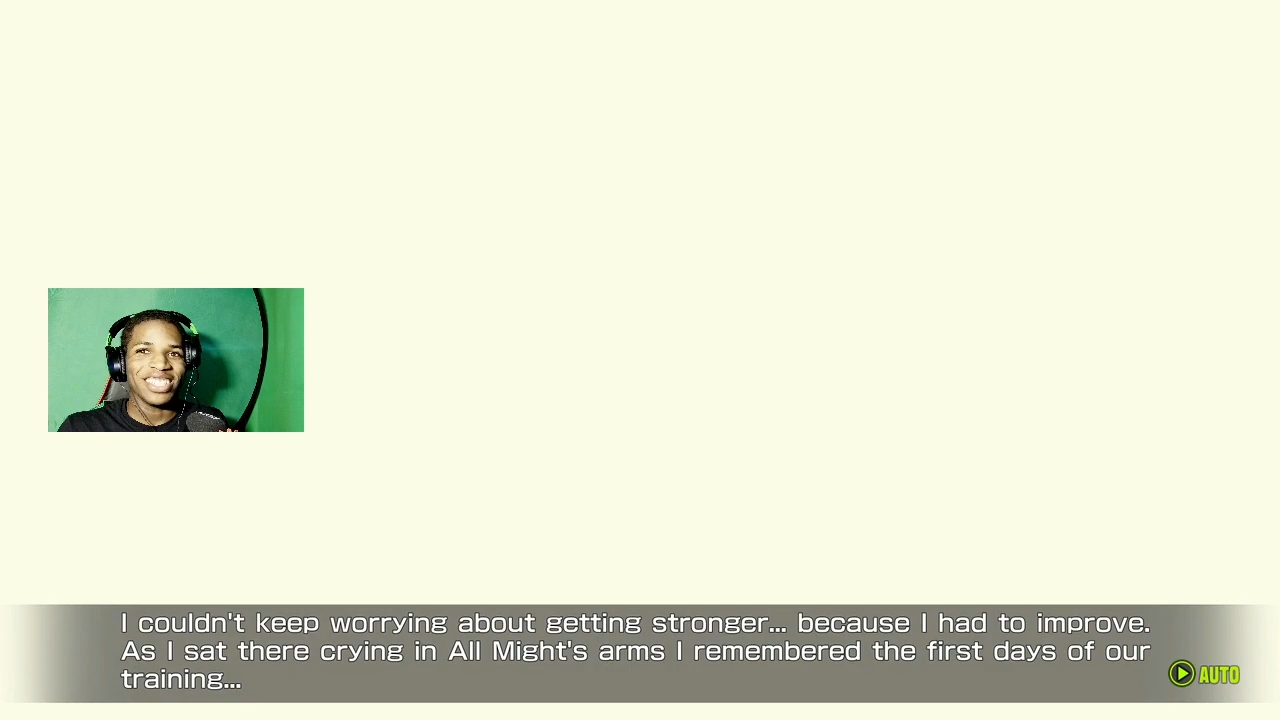 I couldn't keep worrying about getting stronger... because I had to improve.
As I sat there crying in All Might's arms I remembered the first days of our
training...
AUTO